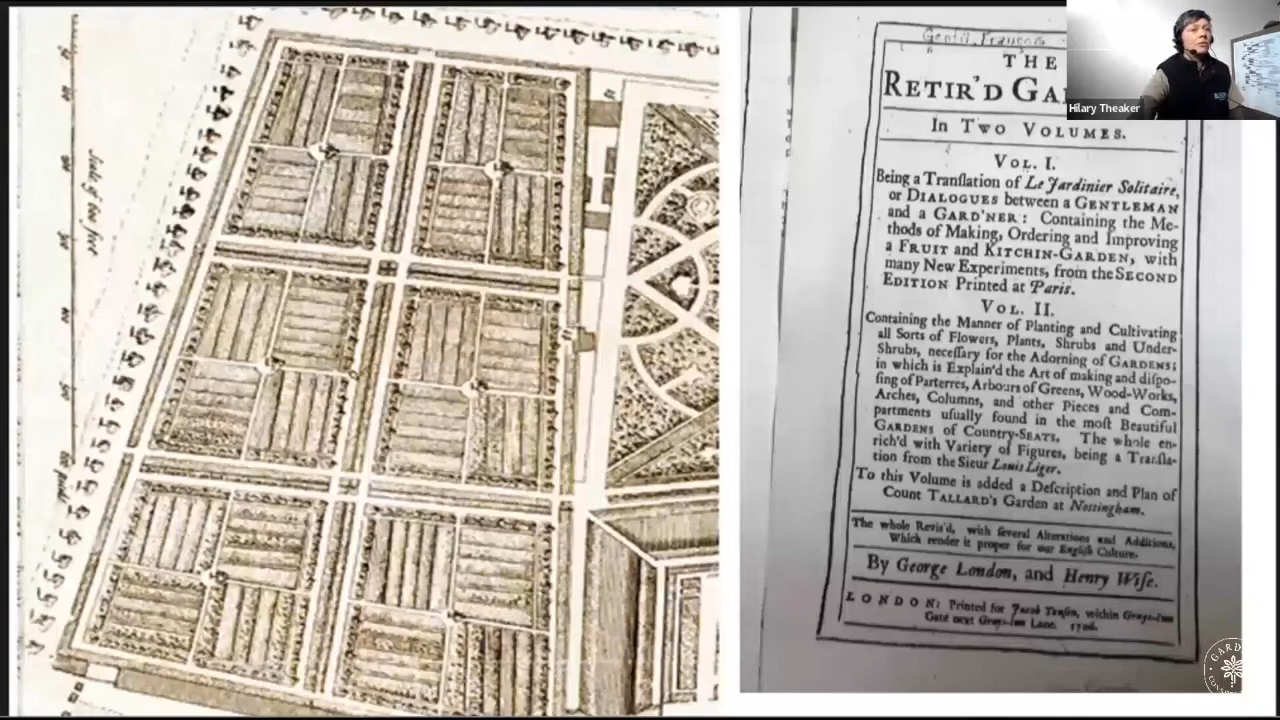 Hilary Theaker
Gentil, François
THE
RETIR'D GA
In Two Volumes.
VOL. I.
Being a Tranſlation of Le Jardinier Solitaire,
or DIALOGUES between a GENTLEMAN
and a GARD'NER: Containing the Me-
thods of Making, Ordering and Improving
a FRUIT and KITCHIN-GARDEN, with
many New Experiments, from the SECOND
EDITION Printed at Paris.
VOL. II.
Containing the Manner of Planting and Cultivating
all Sorts of Flowers, Plants, Shrubs and Under-
Shrubs, neceſſary for the Adorning of GARDENS;
in which is Explain'd the Art of making and diſpo-
ſing of Parterres, Arbours of Greens, Wood-Works,
Arches, Columns, and other Pieces and Com-
partments uſually found in the moſt Beautiful
GARDENS of COUNTRY-SEATS. The whole en-
rich'd with Variety of Figures, being a Tranſla-
tion from the Sieur Louis Liger.
To this Volume is added a Deſcription and Plan of
Count TALLARD'S Garden at Nottingham.
The whole Revis'd, with ſeveral Alterations and Additions,
Which render it proper for our Engliſh Culture.
By George London, and Henry Wiſe.
LONDON: Printed for Jacob Tonſon, within Grays-Inn
Gate next Grays-Inn Lane. 1706.